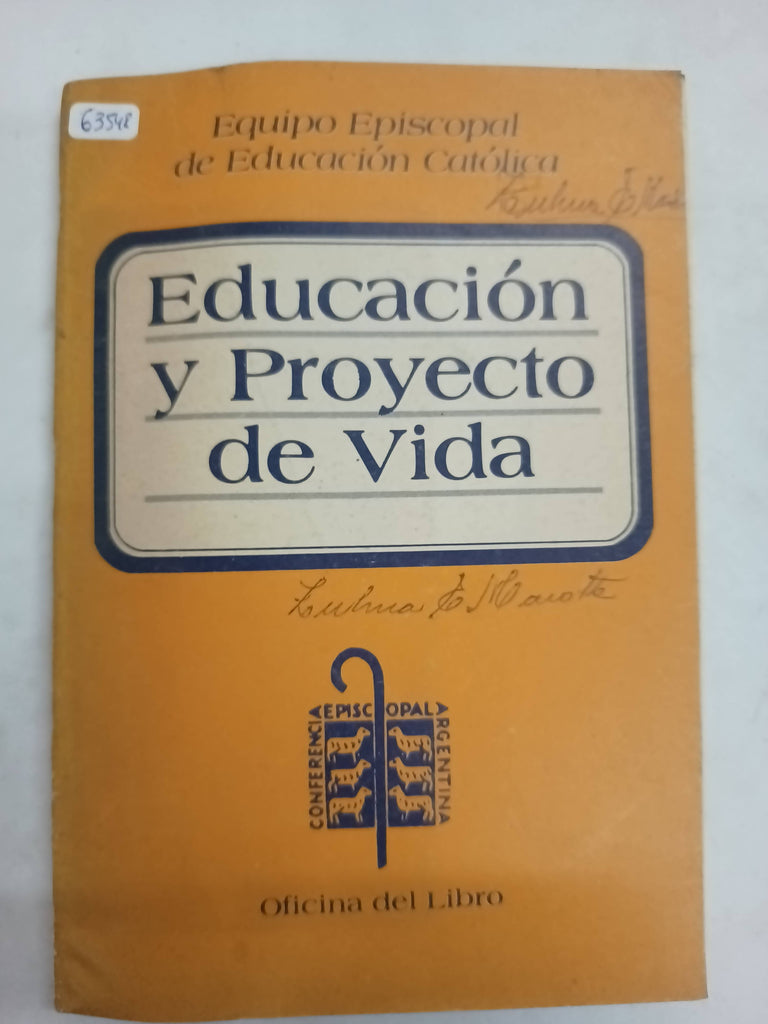 63548
Equipo Episcopal
de Educación Católica
Educación
y Proyecto
de Vida
CONFERENCIA EPISCOPAL ARGENTINA
Oficina del Libro